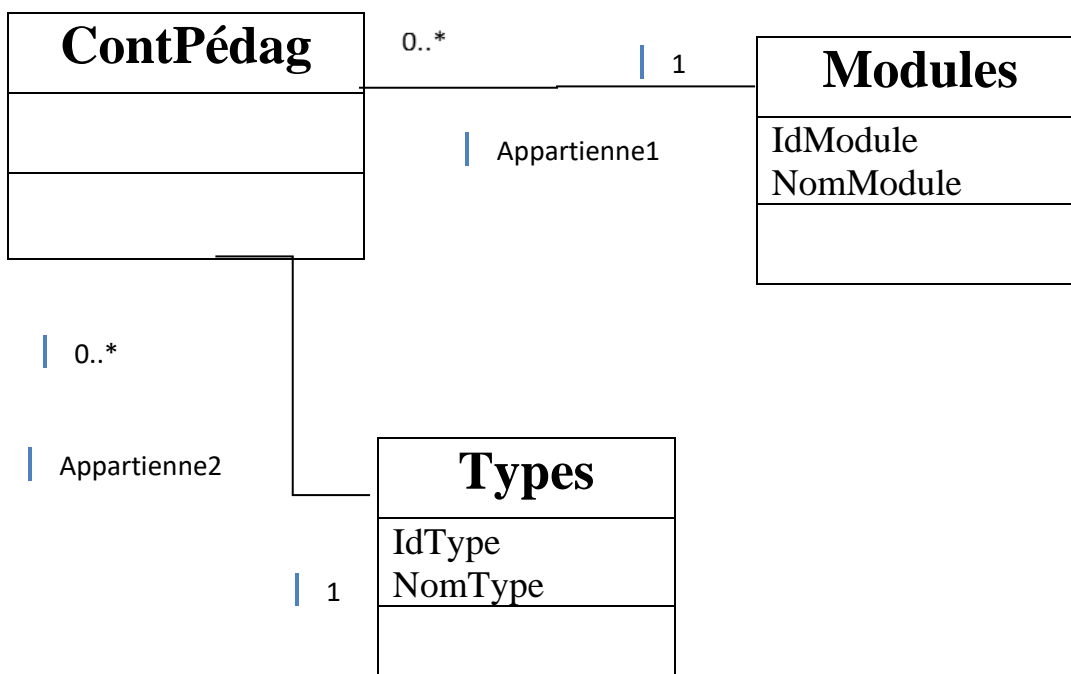 ContPédag
0..*
1
Modules
IdModule
NomModule
Appartienne1
0..*
Appartienne2
Types
IdType
NomType
1